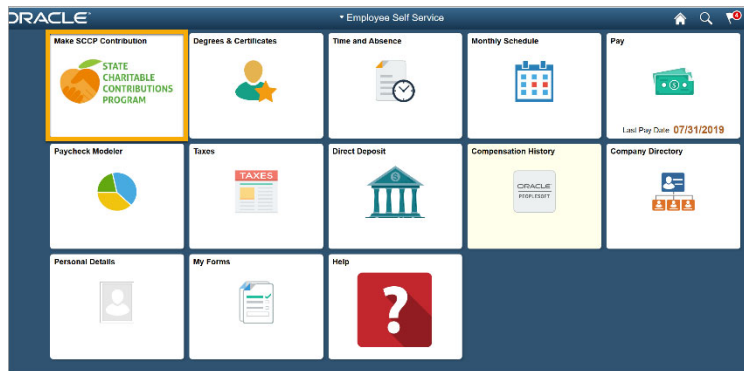 ORACLE
Employee Self Service
4
Make SCCP Contribution
STATE
CHARITABLE
CONTRIBUTIONS
PROGRAM
Degrees & Certificates
Time and Absence
Monthly Schedule
Pay
Last Pay Date 07/31/2019
Paycheck Modeler
Taxes
TAXES
Direct Deposit
Compensation History
ORACLE
PEOPLESOFT
Company Directory
Personal Details
My Forms
Help
?